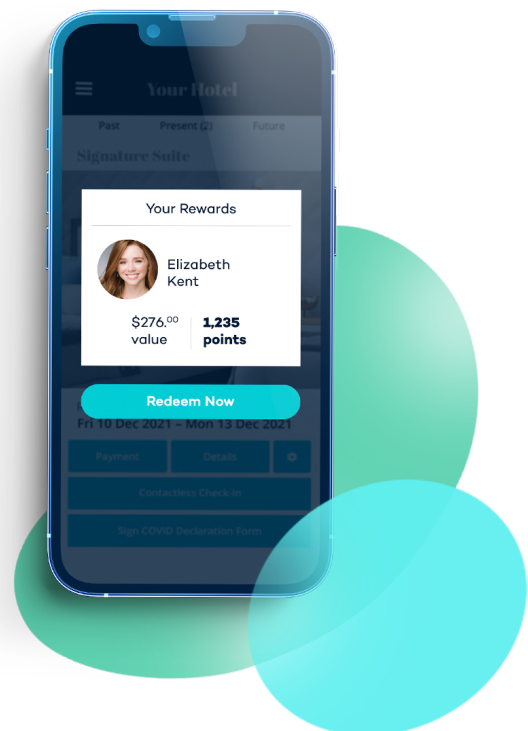 Your Hotel
Past Present (2) Future
Signature Suite
Your Rewards
Elizabeth
Kent
$276.00 1,235
value points
Redeem Now
Fri 10 Dec 2021 – Mon 13 Dec 2021
Payment Details
Contactless Check-In
Sign COVID Declaration Form